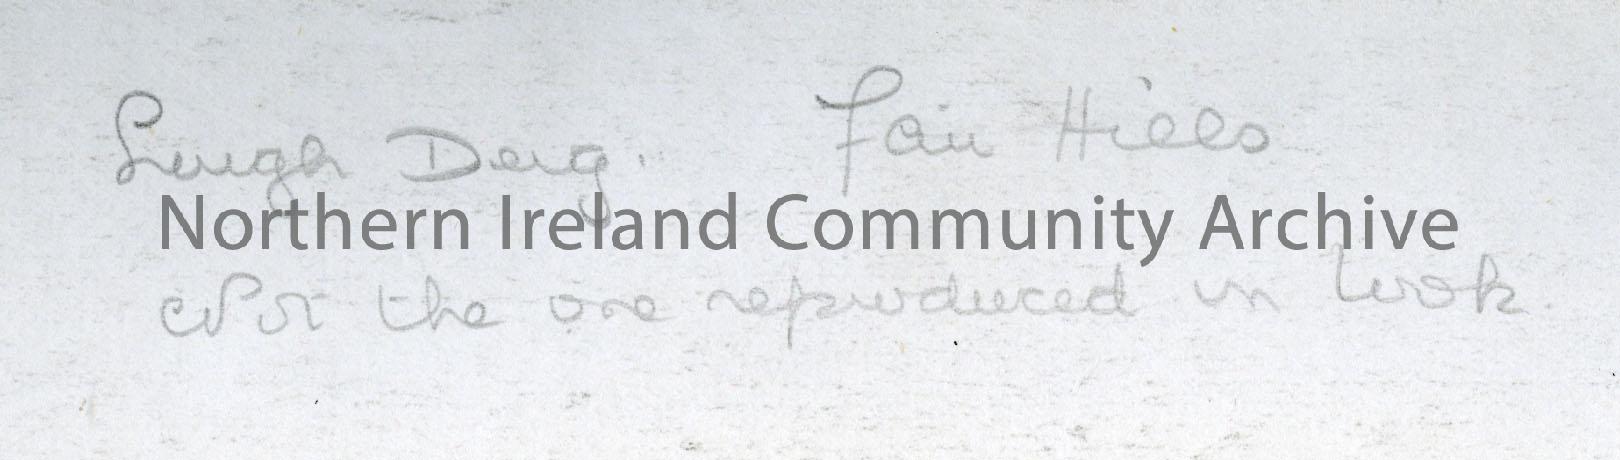 Lough Derg. Fair Hills
Northern Ireland Community Archive
Not the one reproduced in book.